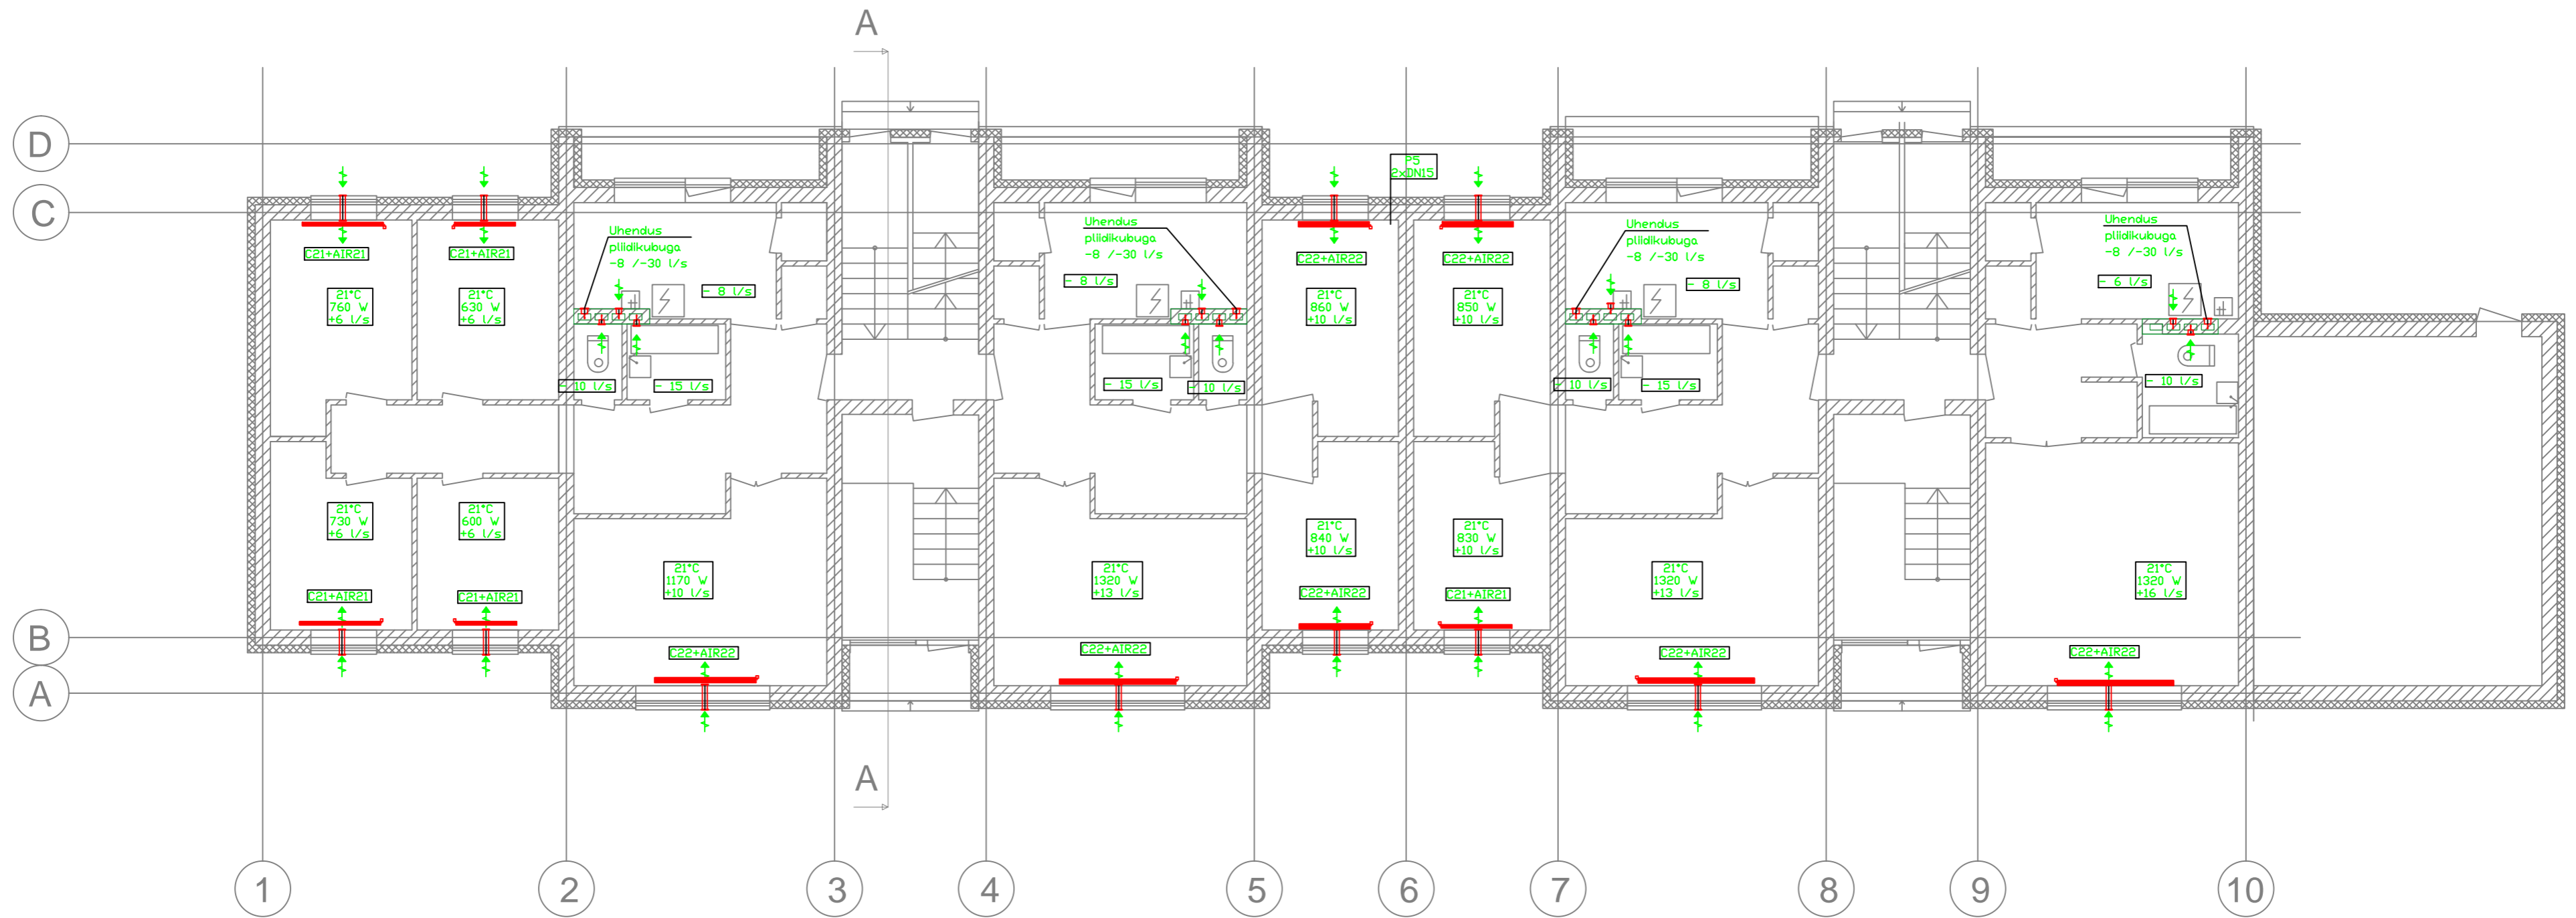 A
D
C
B
A
P5
2xDN15
Uhendus
pliidikubuga
-8 /-30 l/s
Uhendus
pliidikubuga
-8 /-30 l/s
Uhendus
pliidikubuga
-8 /-30 l/s
Uhendus
pliidikubuga
-8 /-30 l/s
C21+AIR21
C21+AIR21
C22+AIR22
C22+AIR22
21°C
760 W
+6 l/s
21°C
630 W
+6 l/s
- 8 l/s
- 8 l/s
21°C
860 W
+10 l/s
21°C
850 W
+10 l/s
- 8 l/s
- 6 l/s
- 10 l/s
- 15 l/s
- 15 l/s
- 10 l/s
- 10 l/s
- 15 l/s
- 10 l/s
21°C
730 W
+6 l/s
21°C
600 W
+6 l/s
21°C
840 W
+10 l/s
21°C
830 W
+10 l/s
21°C
1170 W
+10 l/s
21°C
1320 W
+13 l/s
21°C
1320 W
+13 l/s
21°C
1320 W
+16 l/s
C21+AIR21
C21+AIR21
C22+AIR22
C21+AIR21
C22+AIR22
C22+AIR22
C22+AIR22
C22+AIR22
A
1
2
3
4
5
6
7
8
9
10